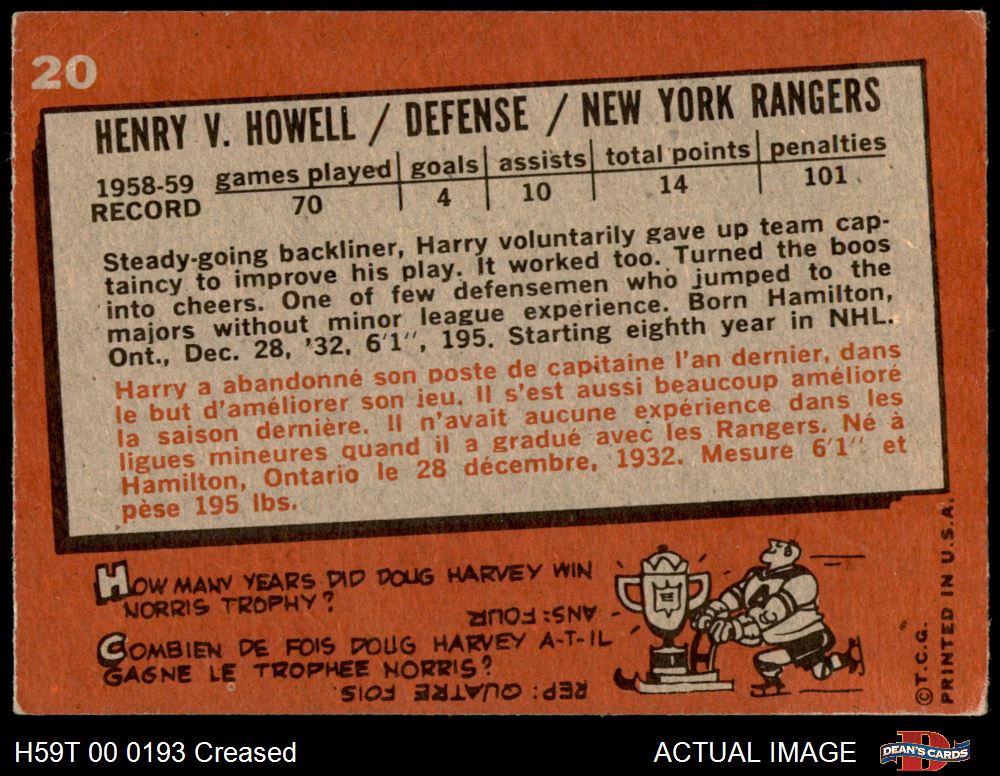 20
HENRY V. HOWELL / DEFENSE / NEW YORK RANGERS
1958-59 RECORD games played goals assists total points penalties
70 4 10 14 101
Steady-going backliner, Harry voluntarily gave up team cap-
taincy to improve his play. It worked too. Turned the boos
into cheers. One of few defensemen who jumped to the
majors without minor league experience. Born Hamilton,
Ont., Dec. 28, '32, 6'1", 195. Starting eighth year in NHL.
Harry a abandonné son poste de capitaine l'an dernier, dans
le but d'améliorer son jeu. Il s'est aussi beaucoup amélioré
la saison dernière. Il n'avait aucune expérience dans les
ligues mineures quand il a gradué avec les Rangers. Né à
Hamilton, Ontario le 28 décembre, 1932. Mesure 6'1" et
pèse 195 lbs.
HOW MANY YEARS DID DOUG HARVEY WIN
NORRIS TROPHY?
ANS: FOUR
COMBIEN DE FOIS DOUG HARVEY A-T-IL
GAGNE LE TROPHEE NORRIS?
REP: QUATRE FOIS
4
© T.C.G.
PRINTED IN U.S.A.
H59T 00 0193 Creased
ACTUAL IMAGE
D
DEAN'S CARDS